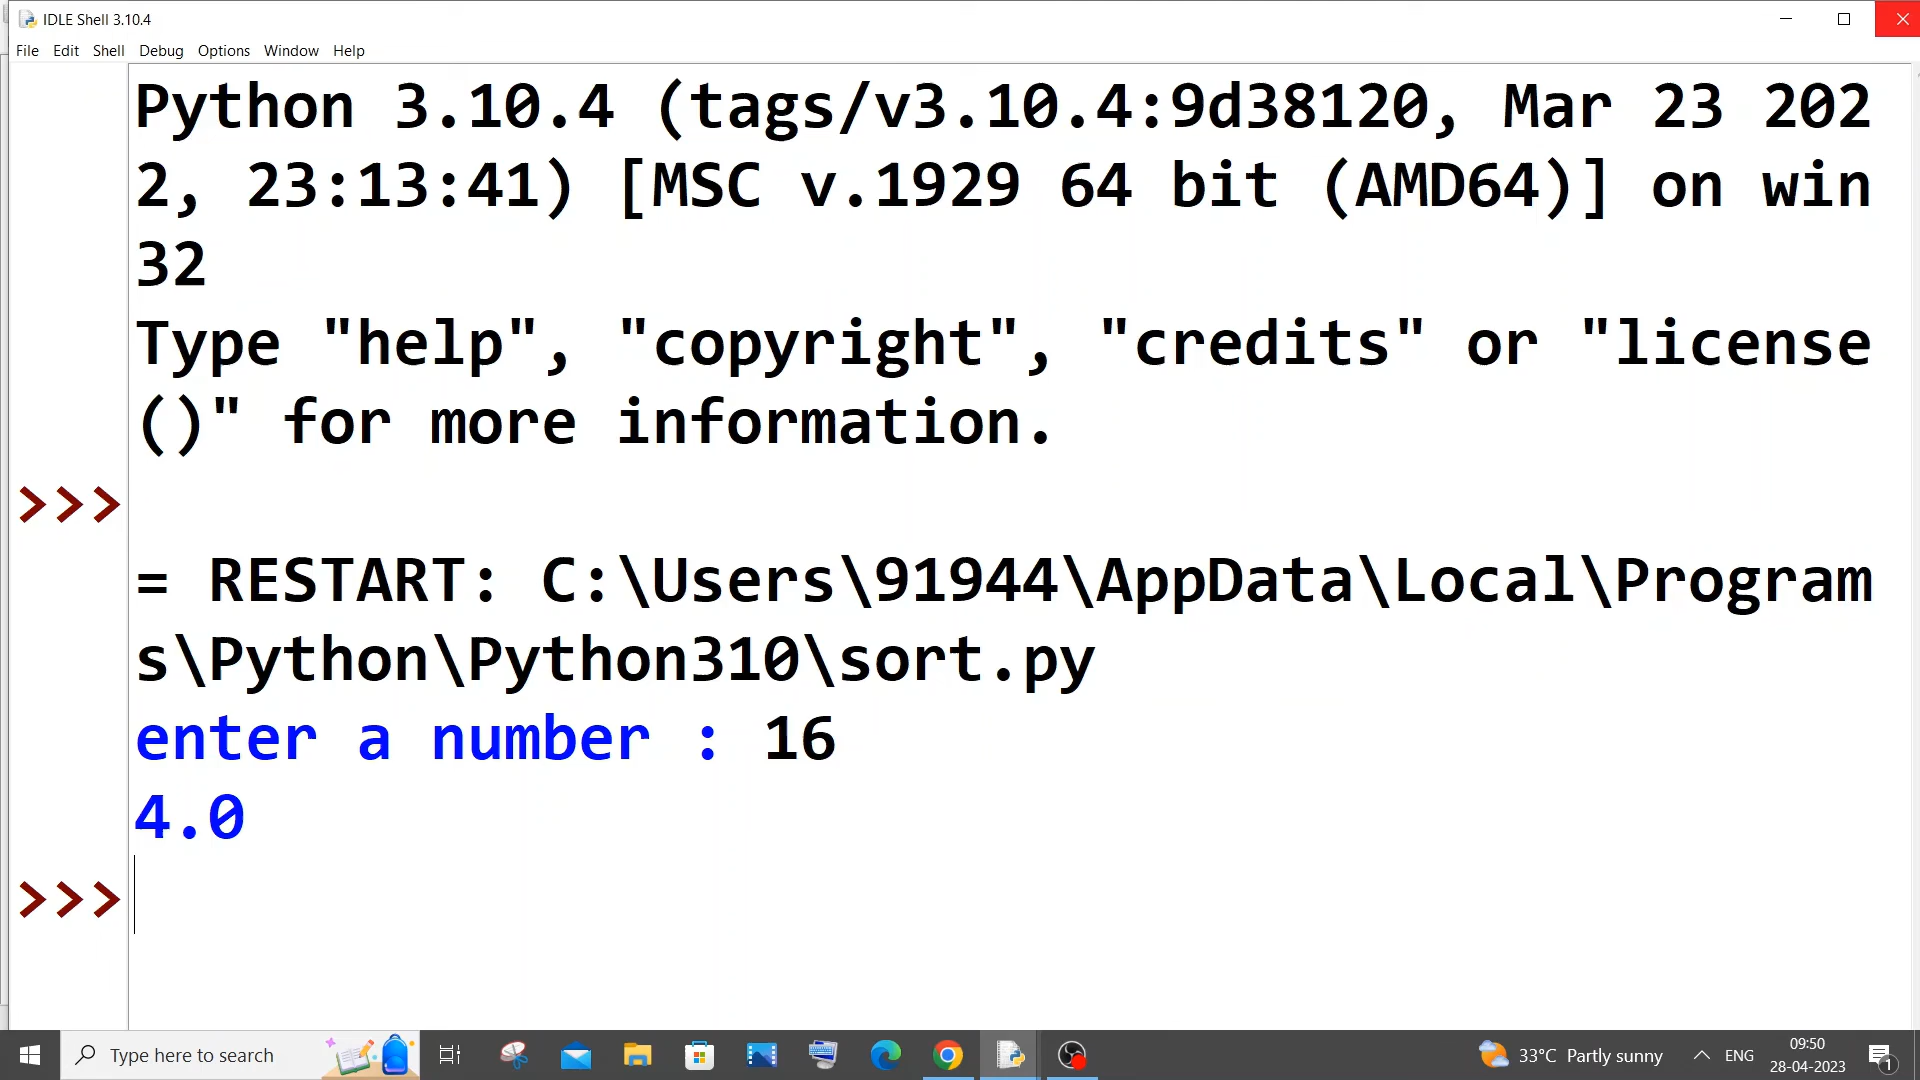 IDLE Shell 3.10.4
File Edit Shell Debug Options Window Help
Python 3.10.4 (tags/v3.10.4:9d38120, Mar 23 202
2, 23:13:41) [MSC v.1929 64 bit (AMD64)] on win
32
Type "help", "copyright", "credits" or "license
()" for more information.
>>>
= RESTART: C:\Users\91944\AppData\Local\Program
s\Python\Python310\sort.py
enter a number : 16
4.0
>>>
Type here to search
33°C Partly sunny
ENG
09:50
28-04-2023
1